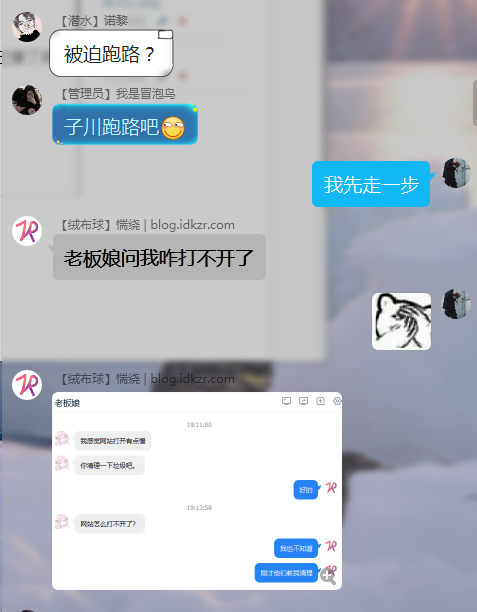 【潜水】诺黎
被迫跑路？
【管理员】我是冒泡乌
子川跑路吧
我先走一步
【绒布球】惴绕 | blog.idkzr.com
老板娘问我咋打不开了
【绒布球】惴绕 | blog.idkzr.com
老板娘
19:11:00
我感觉网站打开有点慢
你清理一下垃圾吧。
好的
19:13:59
网站怎么打不开了?
我也不知道
刚才他们教我清理